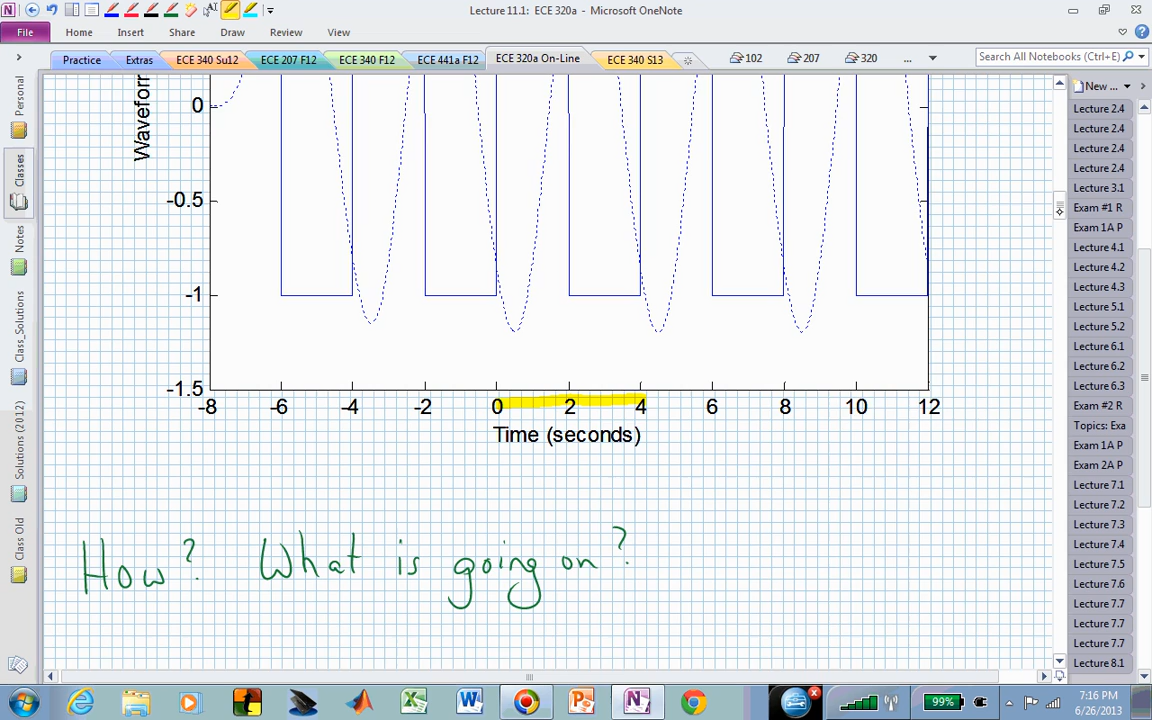 Lecture 11.1: ECE 320a - Microsoft OneNote
File Home Insert Share Draw Review View
Practice Extras ECE 340 Su12 ECE 207 F12 ECE 340 F12 ECE 441a F12 ECE 320a On-Line ECE 340 S13 102 207 320 ... Search All Notebooks (Ctrl+E)
Personal
Classes
Notes
Class_Solutions
Solutions (2012)
Class Old
Waveforr
0
-0.5
-1
-1.5
-8 -6 -4 -2 0 2 4 6 8 10 12
Time (seconds)
How? What is going on?
New ...
Lecture 2.4
Lecture 2.4
Lecture 2.4
Lecture 2.4
Lecture 3.1
Exam #1 R
Exam 1A P
Lecture 4.1
Lecture 4.2
Lecture 4.3
Lecture 5.1
Lecture 5.2
Lecture 6.1
Lecture 6.2
Lecture 6.3
Exam #2 R
Topics: Exa
Exam 1A P
Exam 2A P
Lecture 7.1
Lecture 7.2
Lecture 7.3
Lecture 7.4
Lecture 7.5
Lecture 7.6
Lecture 7.7
Lecture 7.7
Lecture 7.7
Lecture 8.1
99%
7:16 PM
6/26/2013